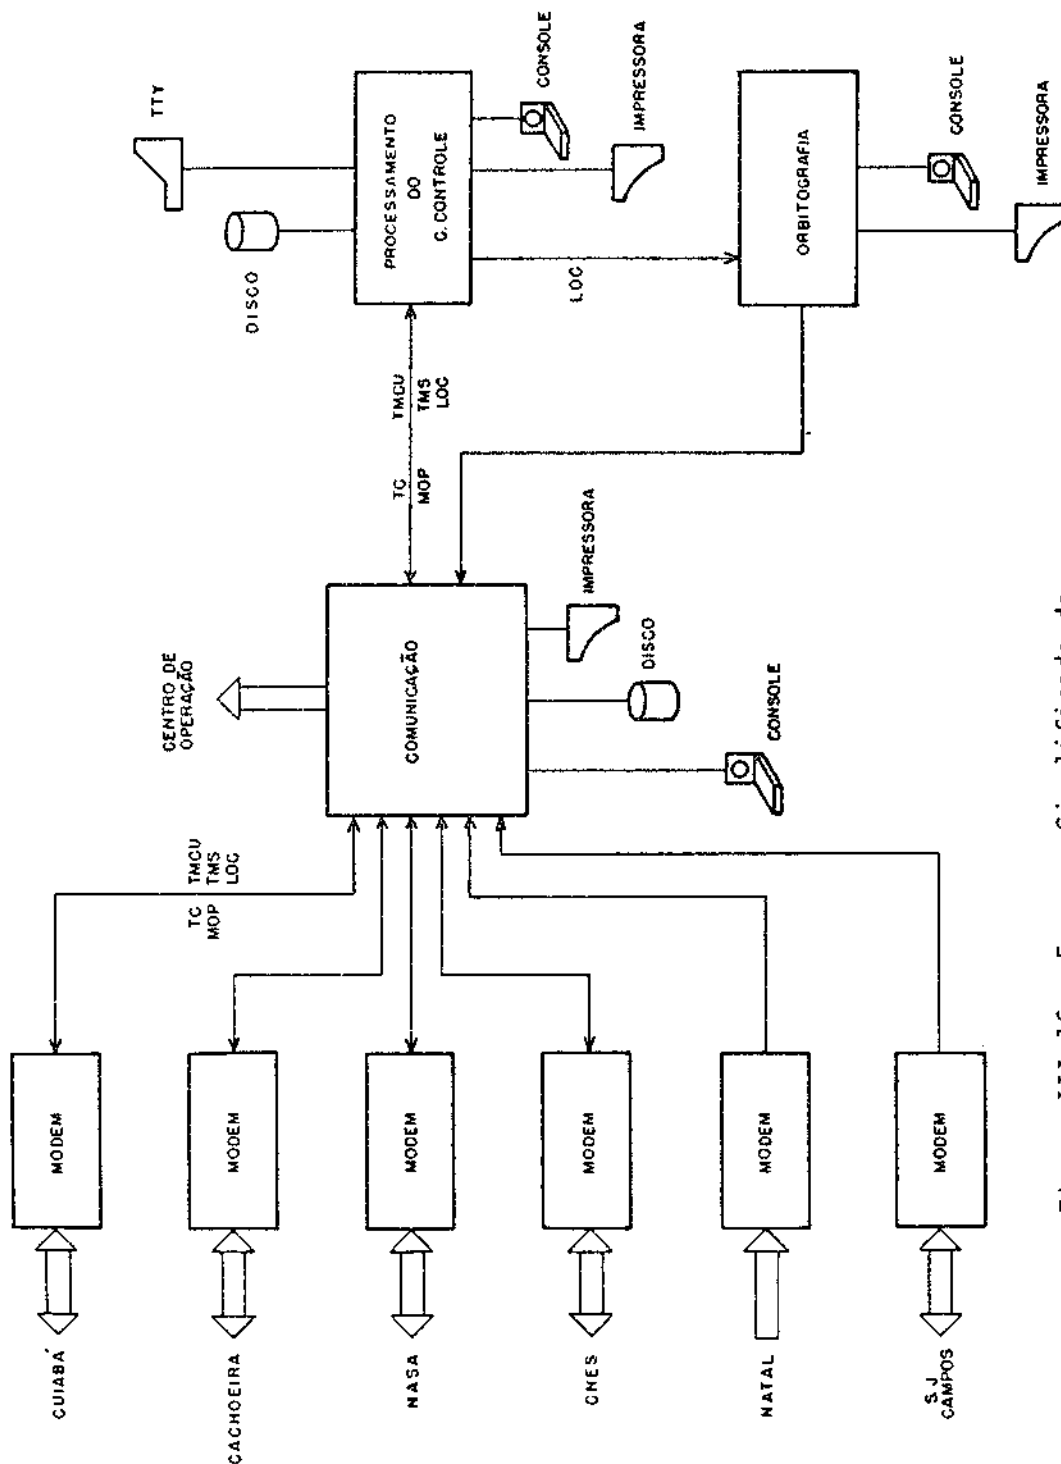 CUIABÁ
CACHOEIRA
NASA
CNES
NATAL
S.J
CAMPOS
MODEM
MODEM
MODEM
MODEM
MODEM
MODEM
TMCU
TMS
LOC
TC
MOP
CENTRO DE
OPERAÇÃO
COMUNICAÇÃO
CONSOLE
DISCO
IMPRESSORA
TC
MOP
TMCU
TMS
LOC
DISCO
TTY
PROCESSAMENTO
DO
C. CONTROLE
CONSOLE
IMPRESSORA
LOC
ORBITOGRAFIA
CONSOLE
IMPRESSORA